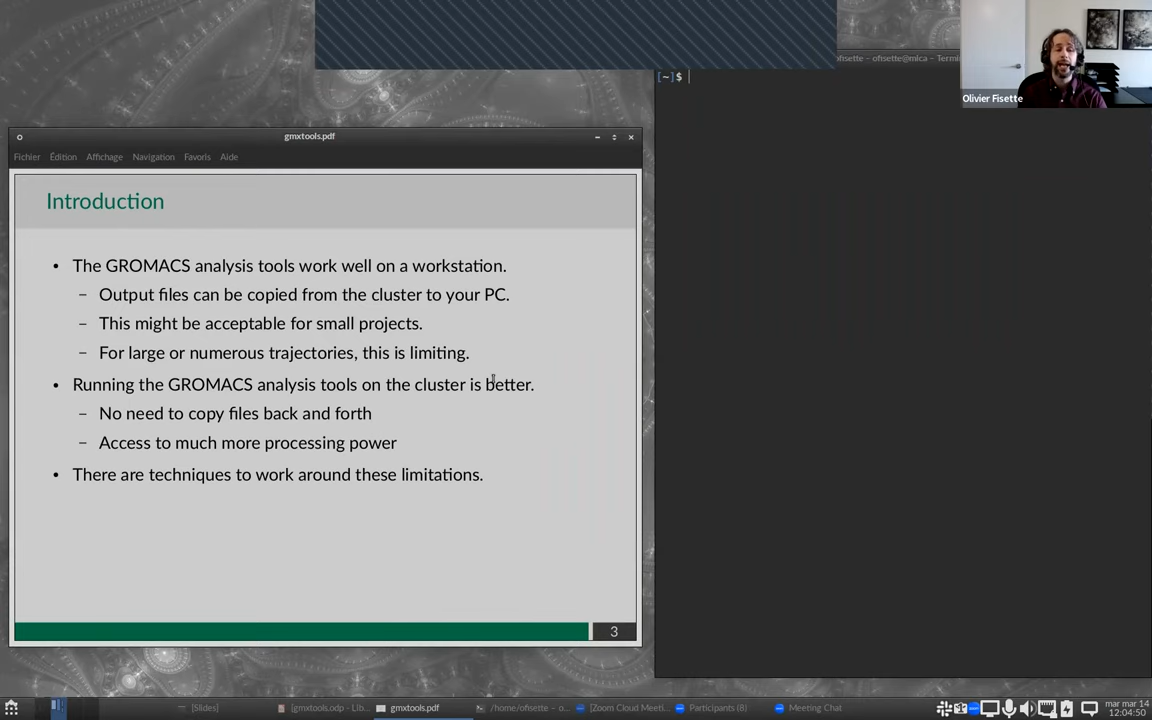 ofisette – ofisette@mlca – Termi
[~]$
Olivier Fisette
gmxtools.pdf
Fichier Édition Affichage Navigation Favoris Aide
Introduction
• The GROMACS analysis tools work well on a workstation.
– Output files can be copied from the cluster to your PC.
– This might be acceptable for small projects.
– For large or numerous trajectories, this is limiting.
• Running the GROMACS analysis tools on the cluster is better.
– No need to copy files back and forth
– Access to much more processing power
• There are techniques to work around these limitations.
3
[Slides] [gmxtools.odp - Lib... gmxtools.pdf /home/ofisette – o... [Zoom Cloud Meeti... Participants (8) Meeting Chat
mar mar 14
12:04:50